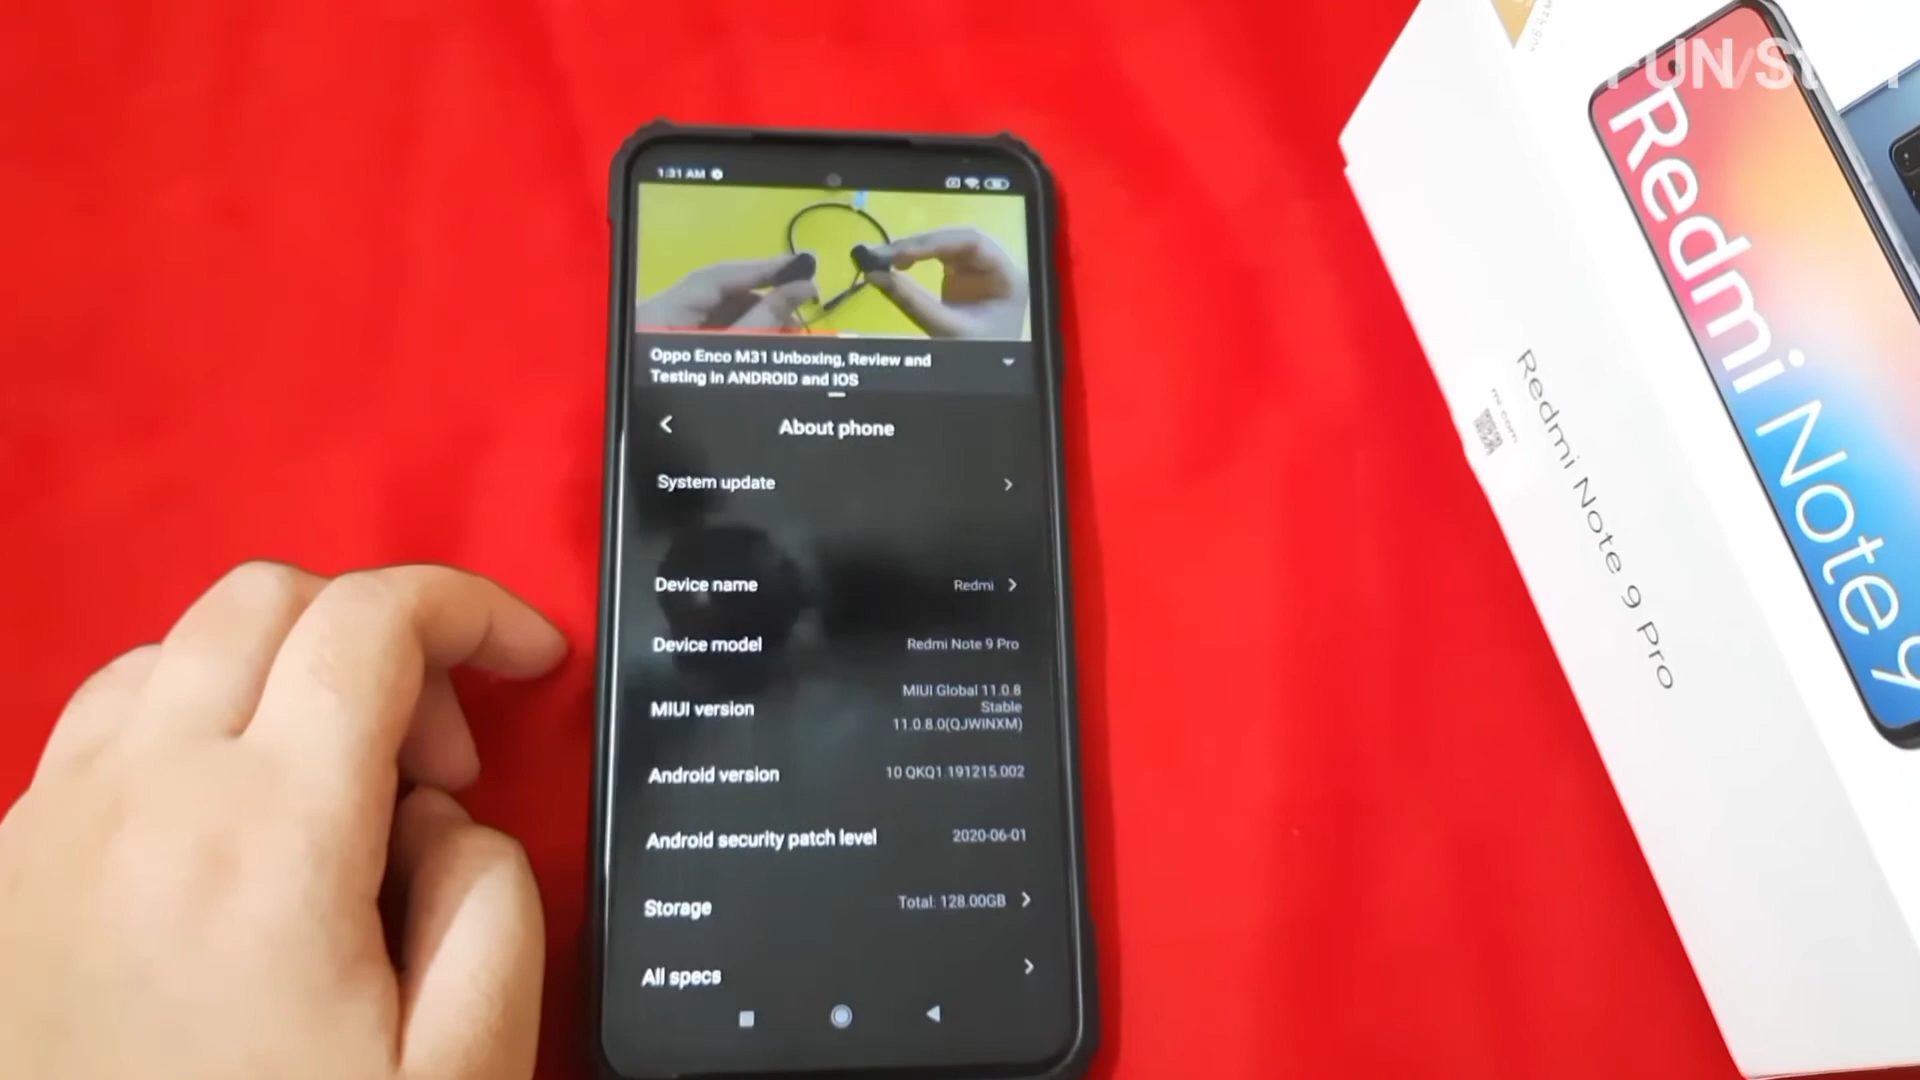 1:31 AM
Oppo Enco M31 Unboxing, Review and
Testing in ANDROID and IOS
About phone
System update
Device name
Redmi
Device model
Redmi Note 9 Pro
MIUI version
MIUI Global 11.0.8
Stable
11.0.8.0(QJWINXM)
Android version
10 QKQ1.191215.002
Android security patch level
2020-06-01
Storage
Total: 128.00GB
All specs
Redmi Note 9
Redmi Note 9 Pro
mi.com